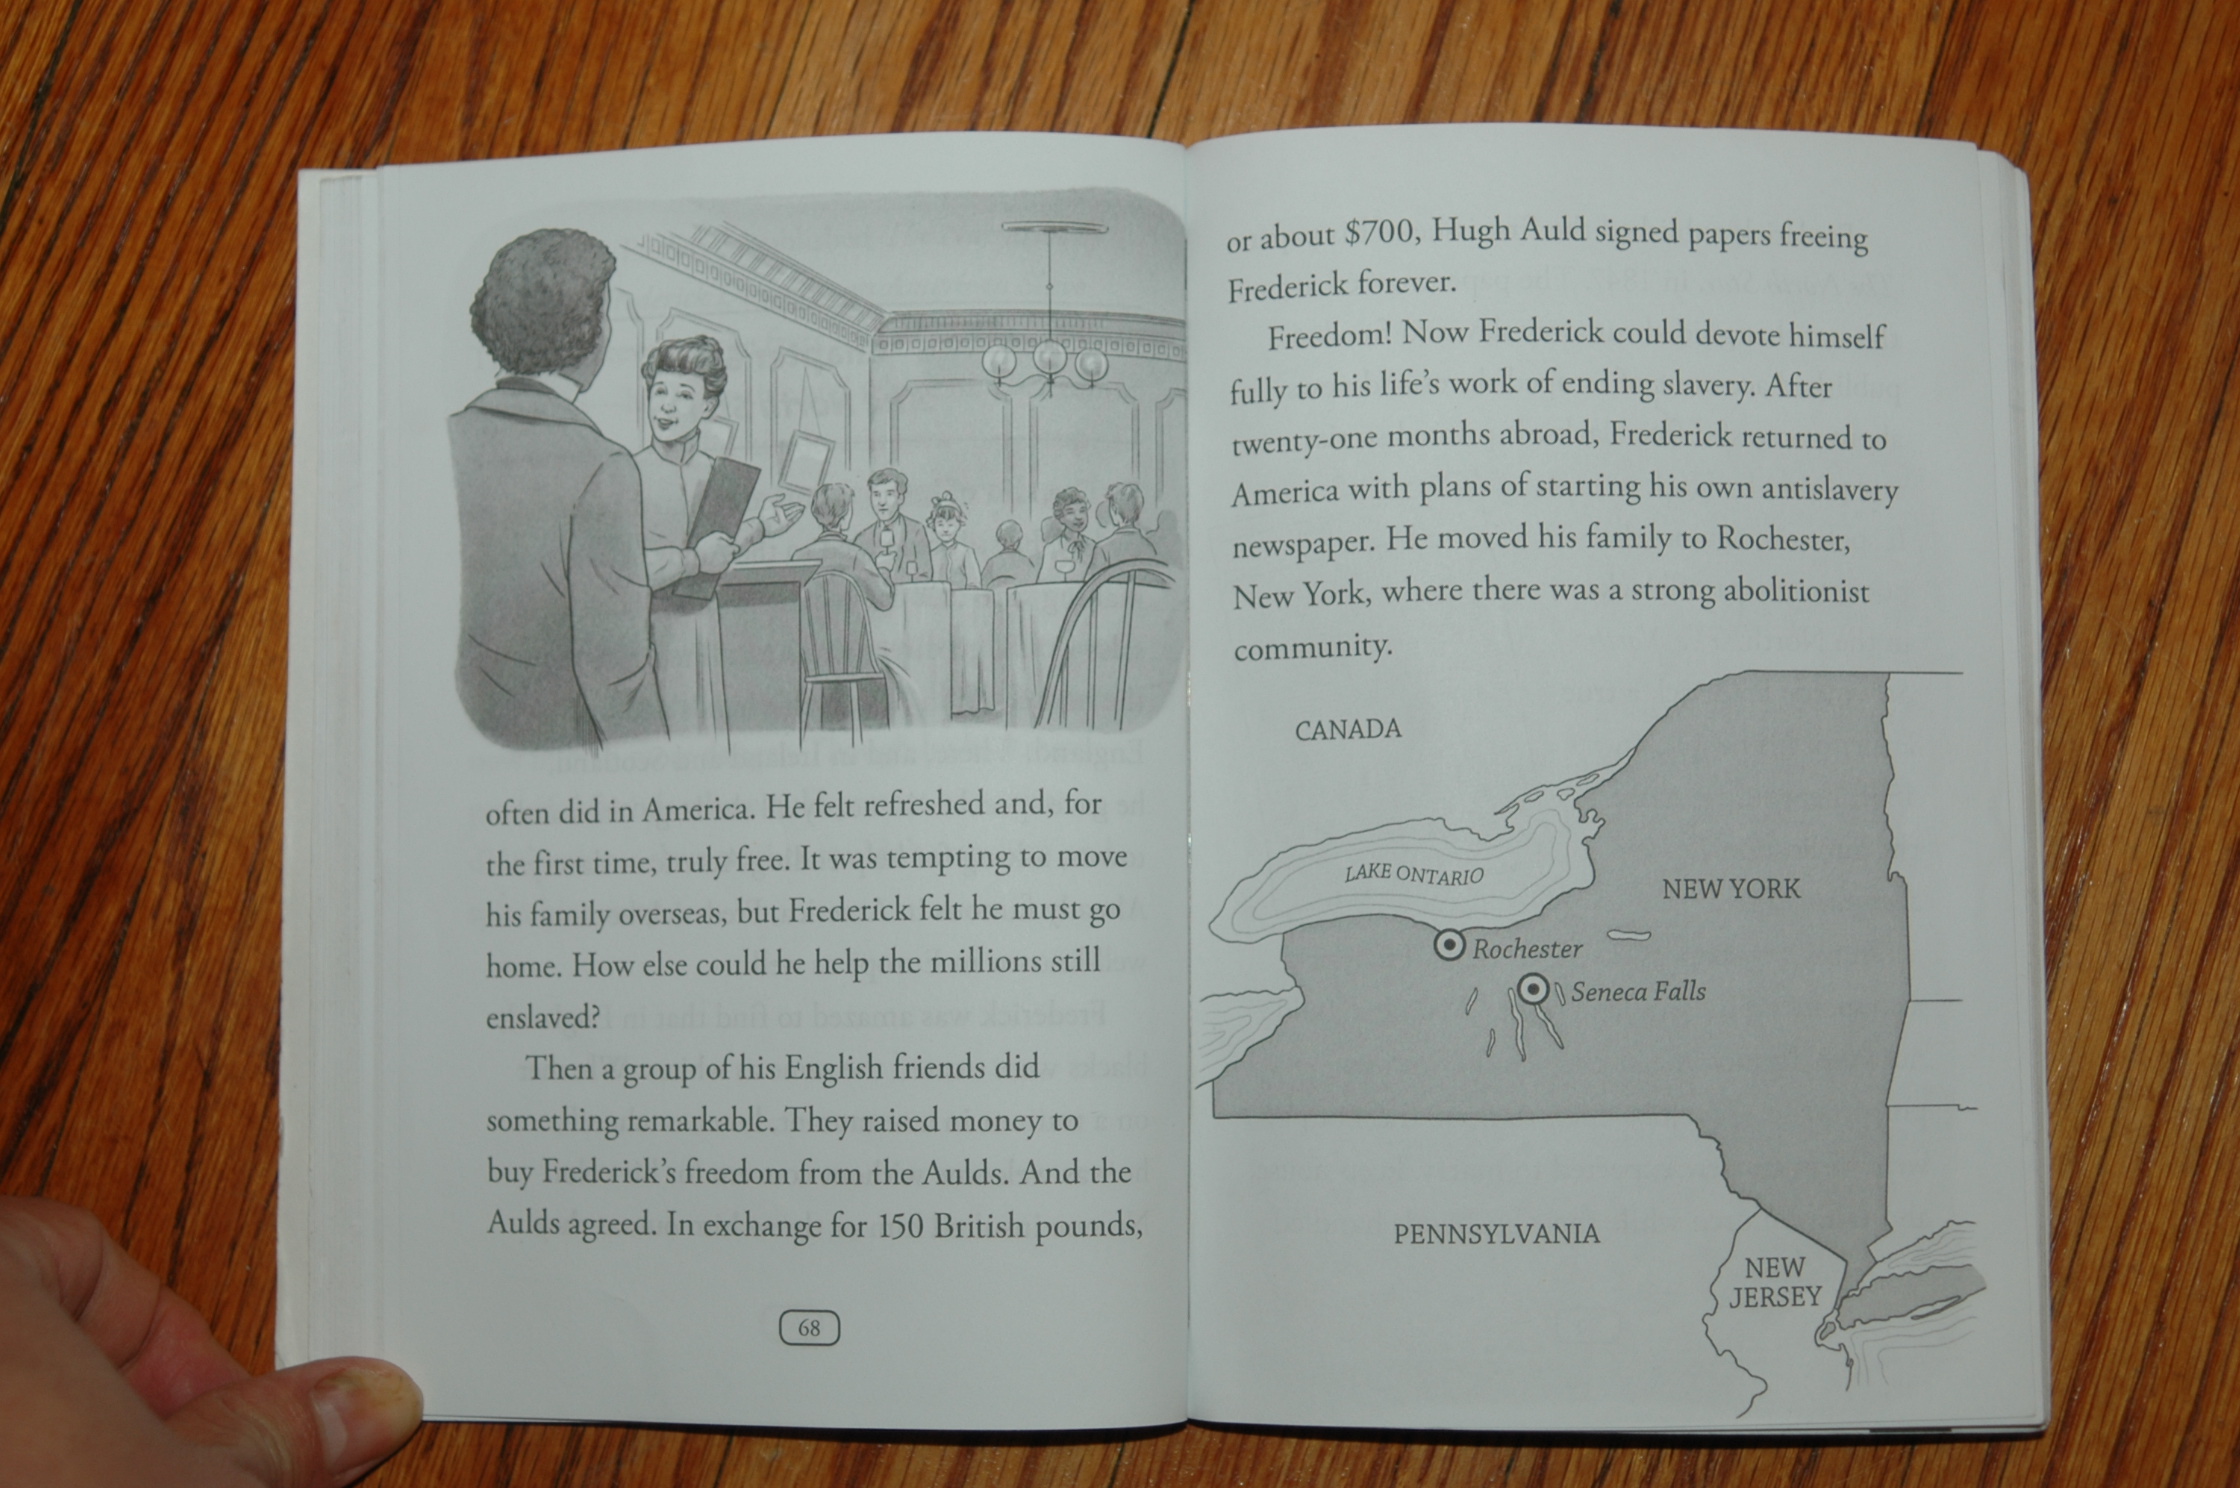 often did in America. He felt refreshed and, for
the first time, truly free. It was tempting to move
his family overseas, but Frederick felt he must go
home. How else could he help the millions still
enslaved?
Then a group of his English friends did
something remarkable. They raised money to
buy Frederick's freedom from the Aulds. And the
Aulds agreed. In exchange for 150 British pounds,
68
or about $700, Hugh Auld signed papers freeing
Frederick forever.
Freedom! Now Frederick could devote himself
fully to his life's work of ending slavery. After
twenty-one months abroad, Frederick returned to
America with plans of starting his own antislavery
newspaper. He moved his family to Rochester,
New York, where there was a strong abolitionist
community.
CANADA
LAKE ONTARIO
NEW YORK
Rochester
Seneca Falls
PENNSYLVANIA
NEW
JERSEY